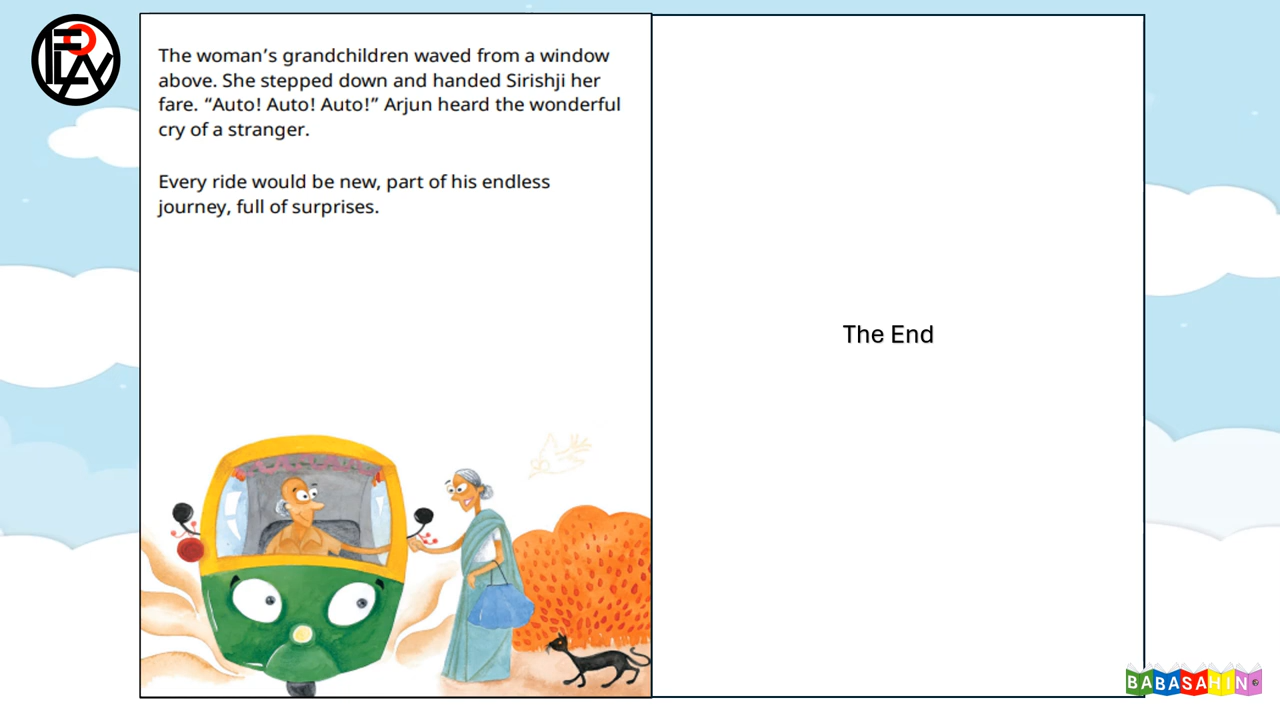 PLAY
The woman’s grandchildren waved from a window
above. She stepped down and handed Sirishji her
fare. “Auto! Auto! Auto!” Arjun heard the wonderful
cry of a stranger.
Every ride would be new, part of his endless
journey, full of surprises.
The End
BABASAHIN